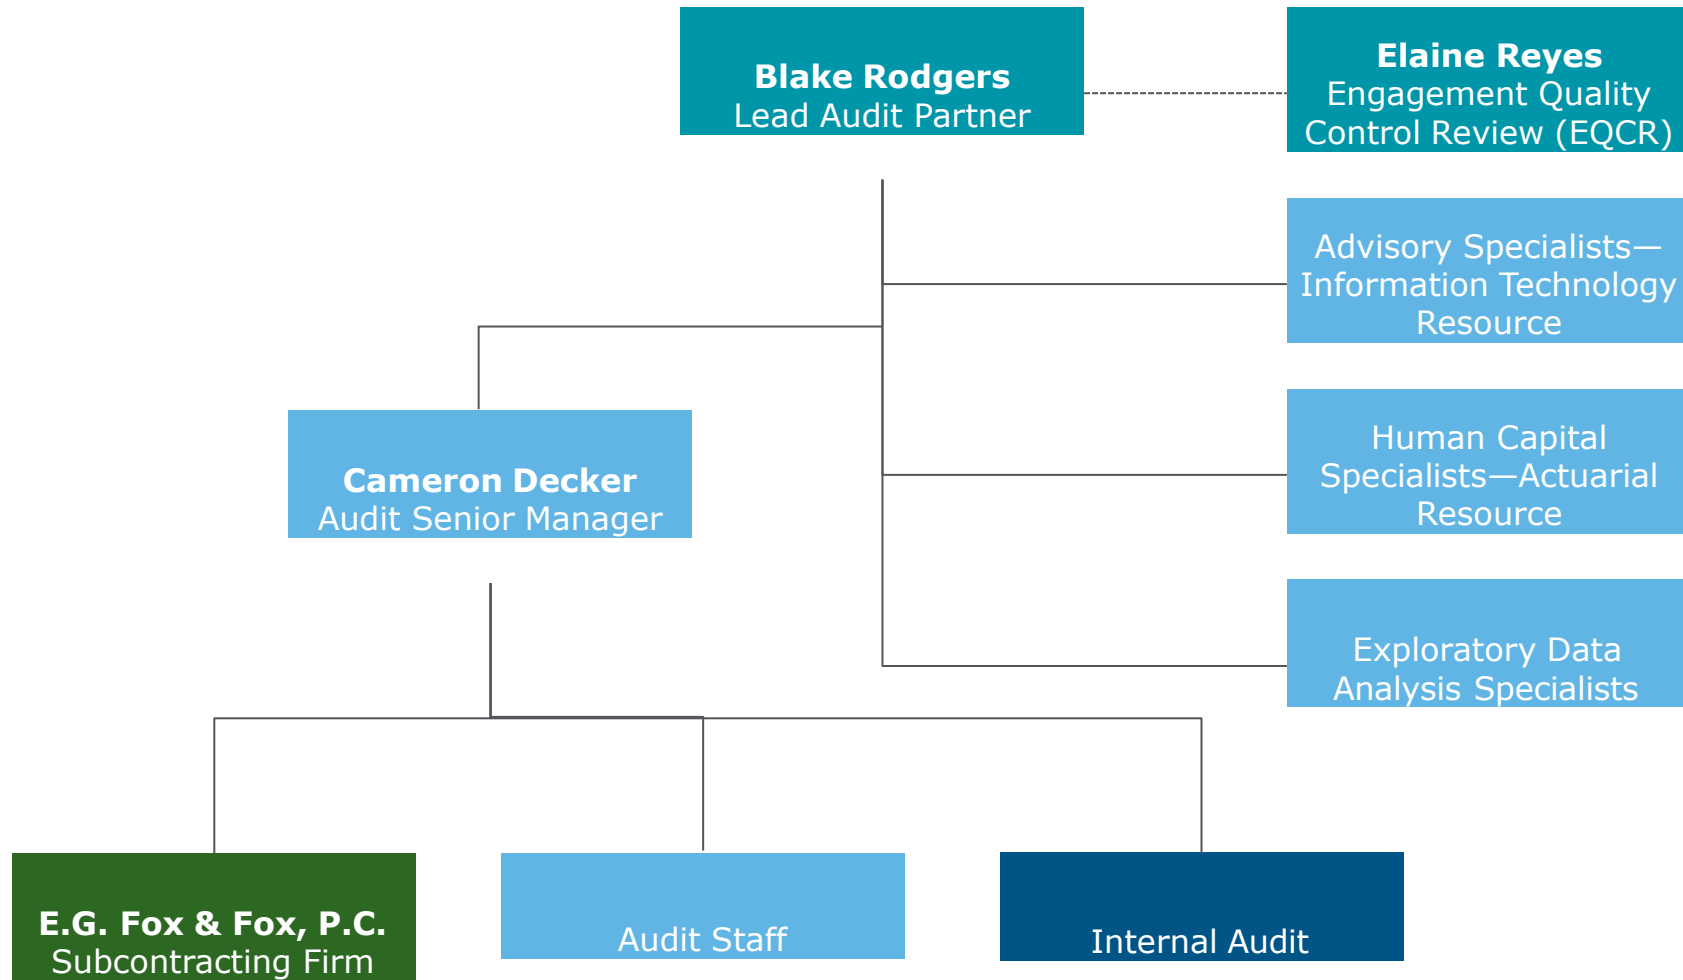 Blake Rodgers
Lead Audit Partner
Elaine Reyes
Engagement Quality
Control Review (EQCR)
Advisory Specialists—
Information Technology
Resource
Human Capital
Specialists—Actuarial
Resource
Cameron Decker
Audit Senior Manager
Exploratory Data
Analysis Specialists
E.G. Fox & Fox, P.C.
Subcontracting Firm
Audit Staff
Internal Audit